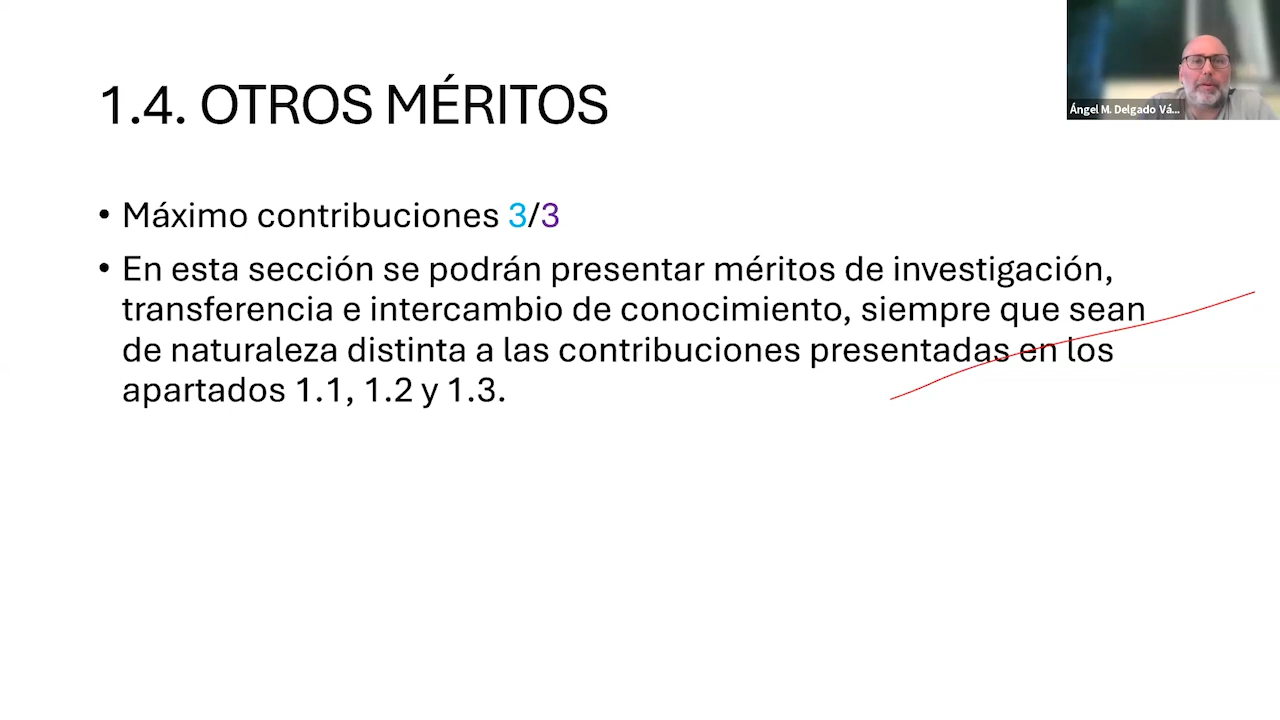 Ángel M. Delgado Vá...
1.4. OTROS MÉRITOS
• Máximo contribuciones 3/3
• En esta sección se podrán presentar méritos de investigación,
transferencia e intercambio de conocimiento, siempre que sean
de naturaleza distinta a las contribuciones presentadas en los
apartados 1.1, 1.2 y 1.3.